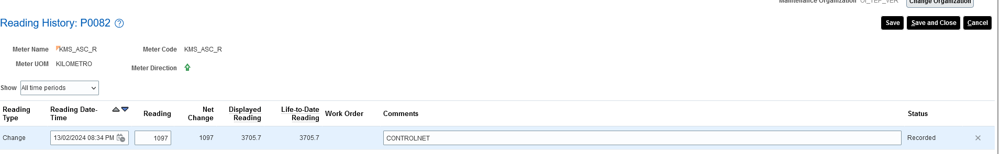 Maintenance Organization OI_TEP_VER Change Organization
Reading History: P0082 ?
Save Save and Close Cancel
Meter Name KMS_ASC_R Meter Code KMS_ASC_R
Meter UOM KILOMETRO Meter Direction
Show All time periods
Reading Type Reading Date-Time Reading Net Change Displayed Reading Life-to-Date Reading Work Order Comments Status
Change 13/02/2024 08:34 PM 1097 1097 3705.7 3705.7 CONTROLNET Recorded